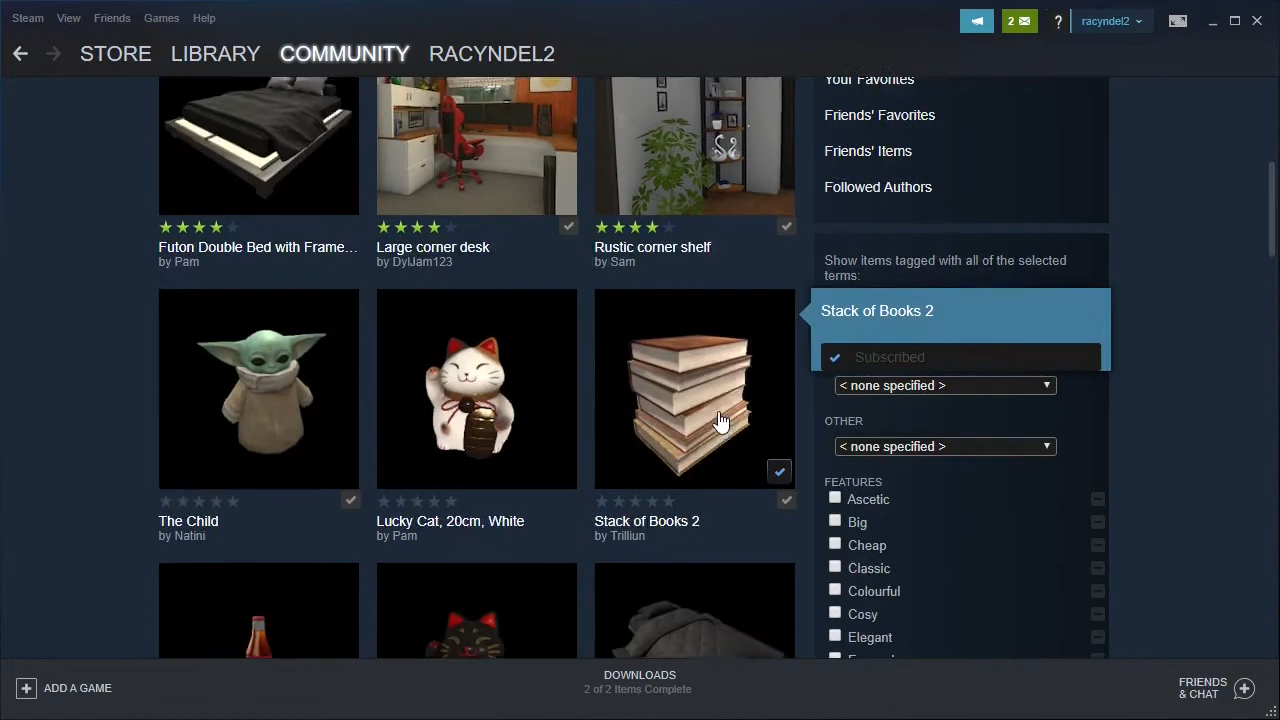 Steam View Friends Games Help
2
?
racyndel2
STORE LIBRARY COMMUNITY RACYNDEL2
Your Favorites
Friends' Favorites
Friends' Items
Followed Authors
Futon Double Bed with Frame...
by Pam
Large corner desk
by DylJam123
Rustic corner shelf
by Sam
Show items tagged with all of the selected
terms:
Stack of Books 2
Subscribed
< none specified >
OTHER
< none specified >
FEATURES
Ascetic
Big
Cheap
Classic
Colourful
Cosy
Elegant
The Child
by Natini
Lucky Cat, 20cm, White
by Pam
Stack of Books 2
by Trilliun
ADD A GAME
DOWNLOADS
2 of 2 Items Complete
FRIENDS
& CHAT